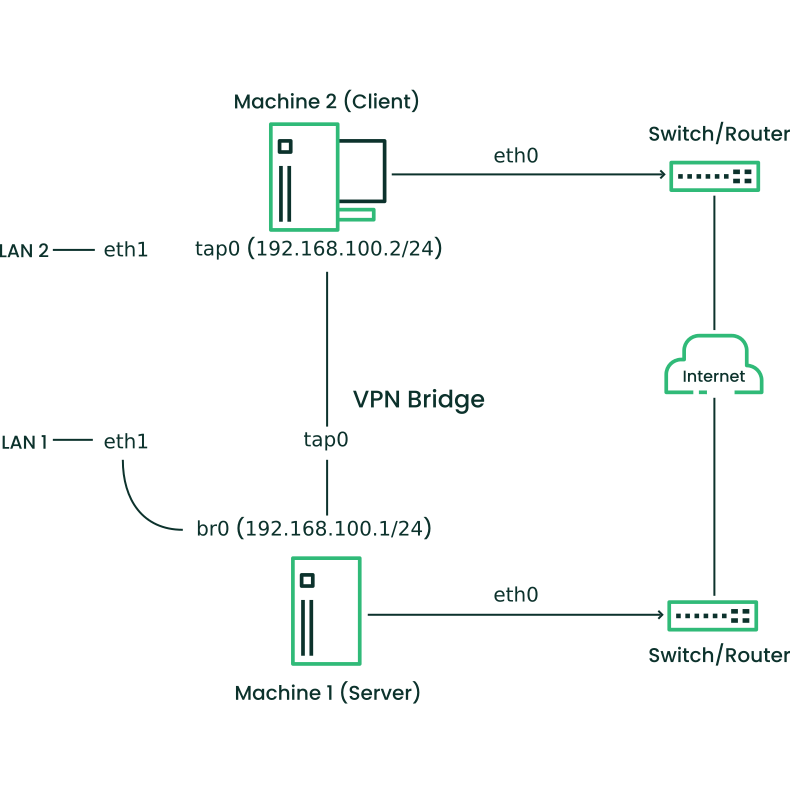 Machine 2 (Client)
eth0
Switch/Router
LAN 2
eth1
tap0 (192.168.100.2/24)
Internet
VPN Bridge
tap0
LAN 1
eth1
br0 (192.168.100.1/24)
eth0
Switch/Router
Machine 1 (Server)